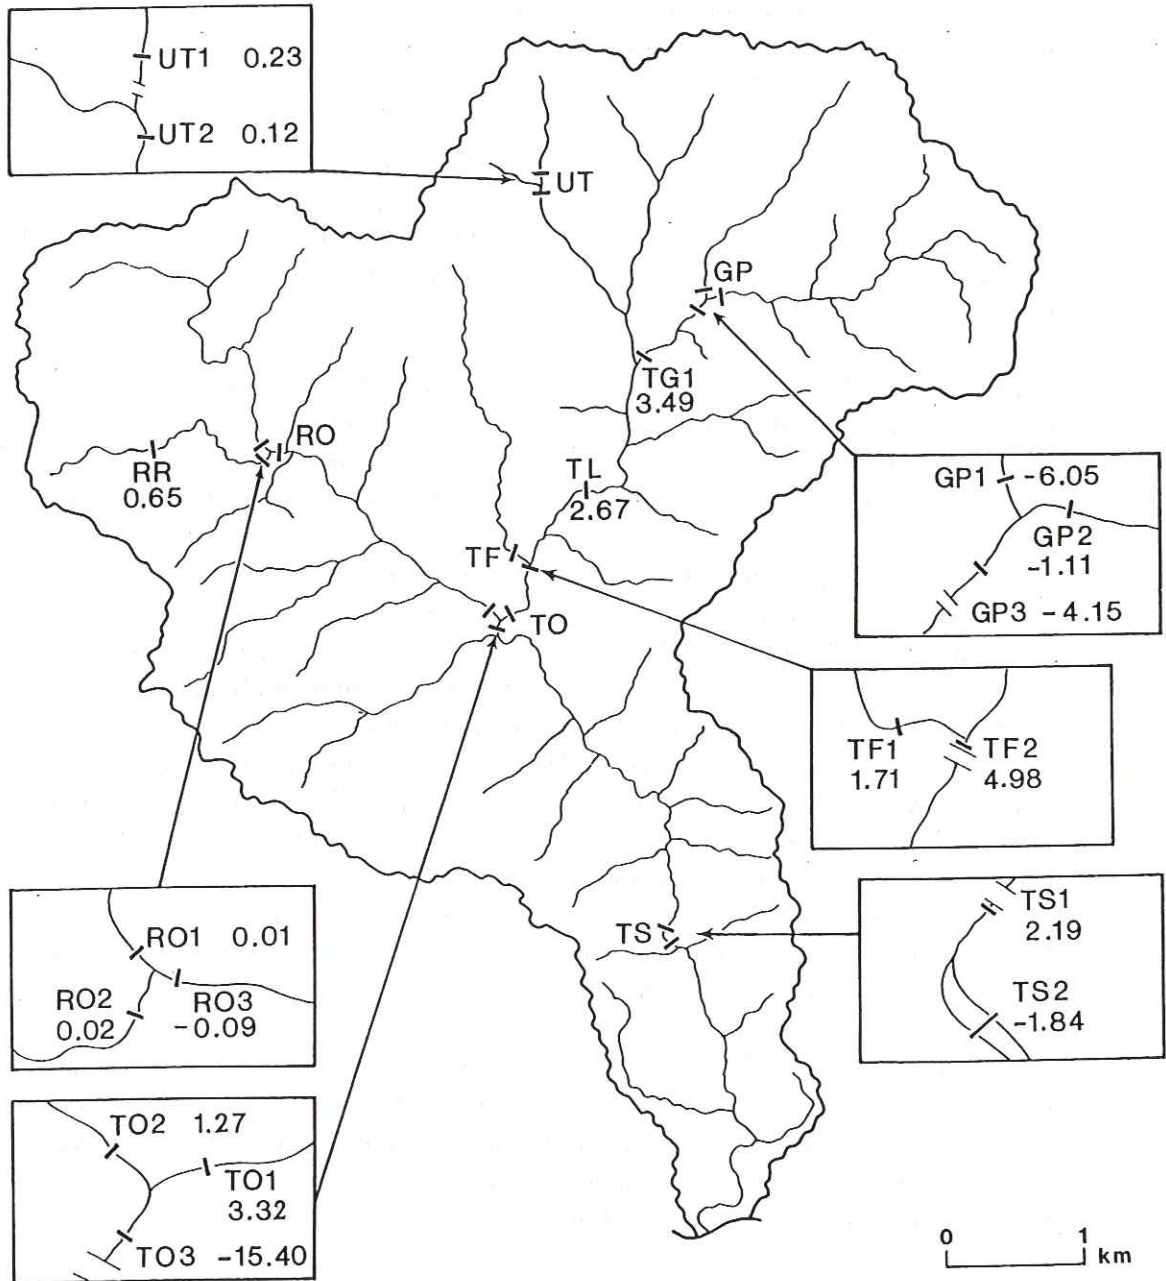 UT1 0.23
UT2 0.12
UT
GP
TG1
3.49
RO
RR
0.65
TL
2.67
GP1 -6.05
GP2
-1.11
GP3 -4.15
TF
TO
TF1
1.71
TF2
4.98
TS
TS1
2.19
TS2
-1.84
RO1 0.01
RO2
0.02
RO3
-0.09
TO2 1.27
TO1
3.32
TO3 -15.40
0 1
km